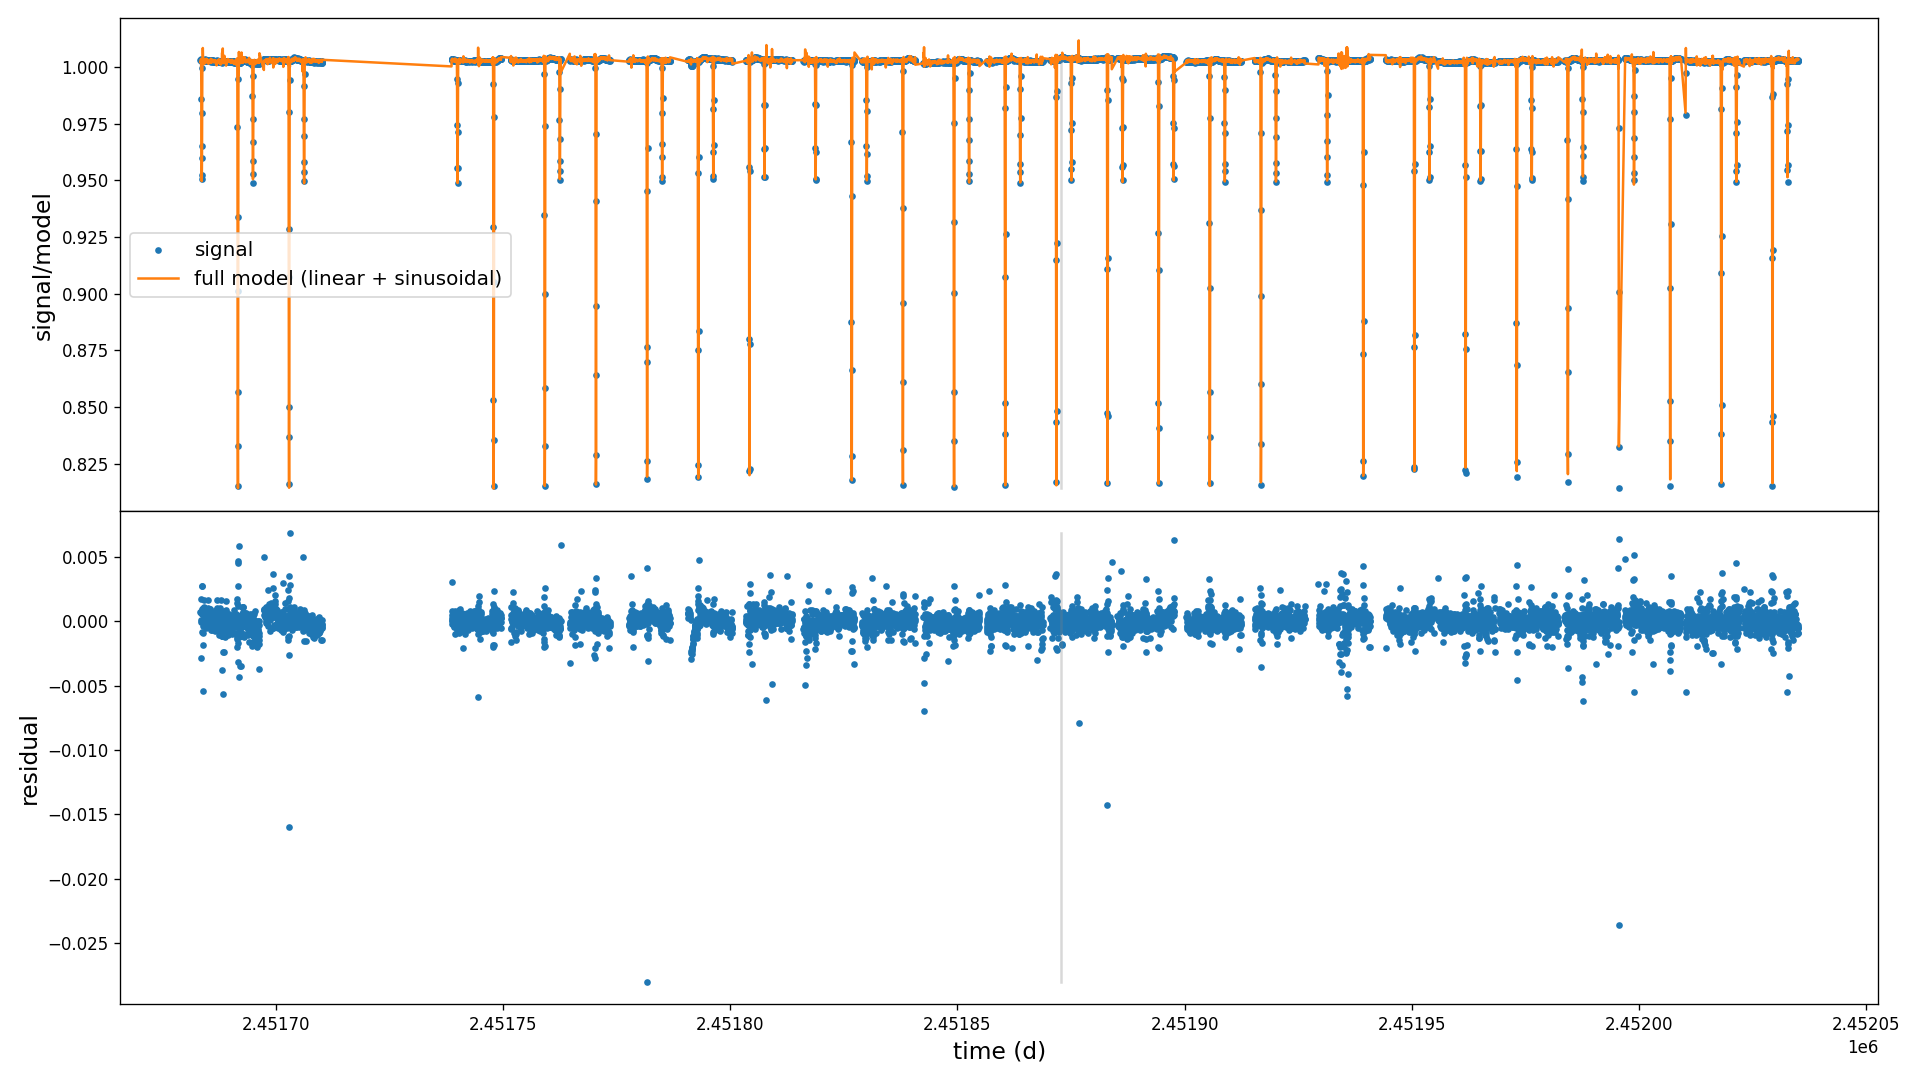 1.000
0.975
0.950
0.925
0.900
0.875
0.850
0.825
signal/model
signal
full model (linear + sinusoidal)
0.005
0.000
−0.005
−0.010
−0.015
−0.020
−0.025
residual
2.45170 2.45175 2.45180 2.45185 2.45190 2.45195 2.45200 2.45205
1e6
time (d)